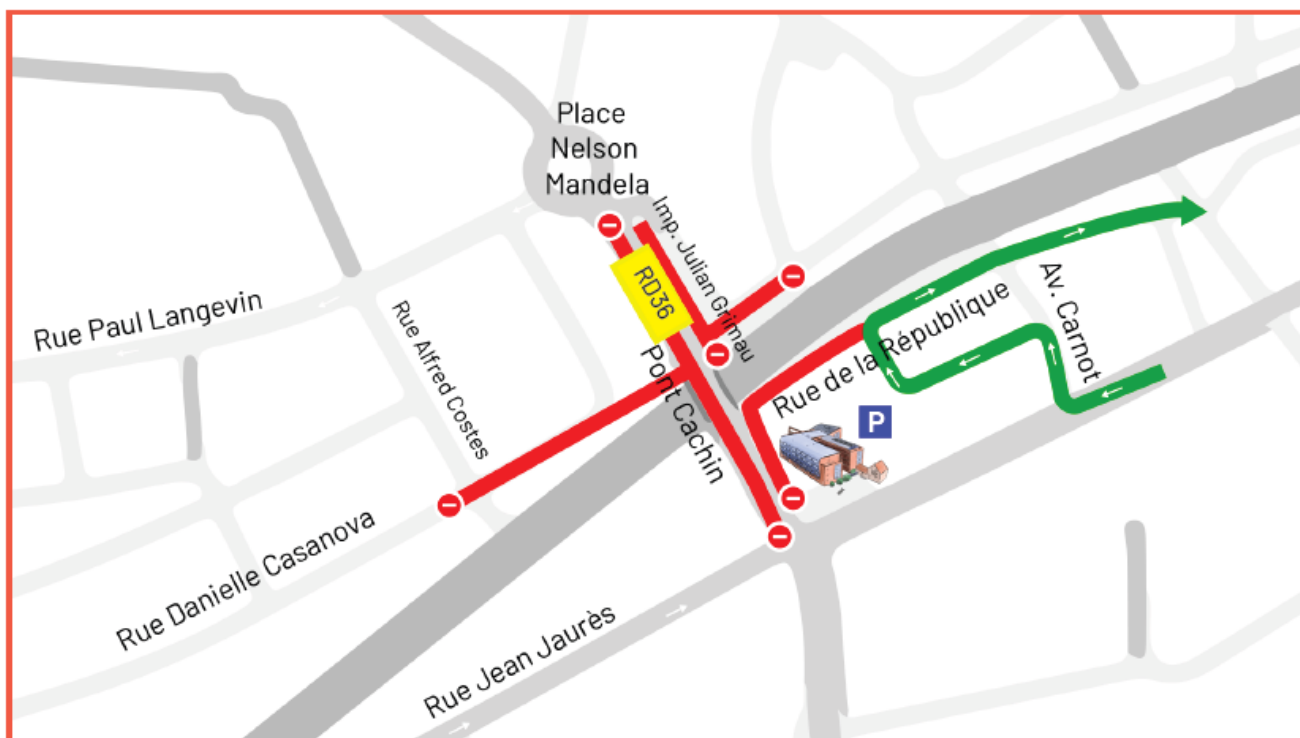 Place
Nelson
Mandela
Imp. Julian Grimau
RD36
Rue Paul Langevin
Rue Alfred Costes
Pont Cachin
Rue de la République
Av. Carnot
P
Rue Danielle Casanova
Rue Jean Jaurès